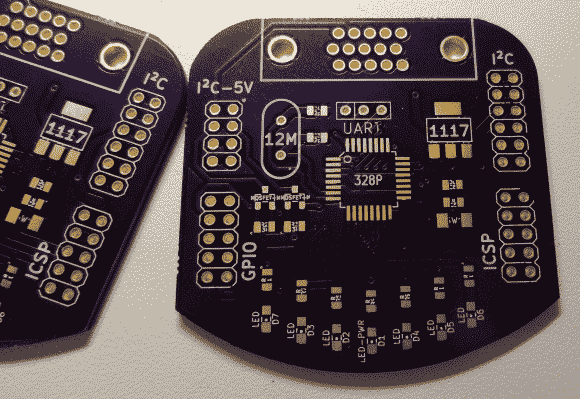 I²C
1117
ICSP
I²C-5V
12M
UART
328P
1117
I²C
GPIO
ICSP
LED
D7
LED
D3
LED
D2
LED-PWR
D1
LED
D4
LED
D5
LED
D6